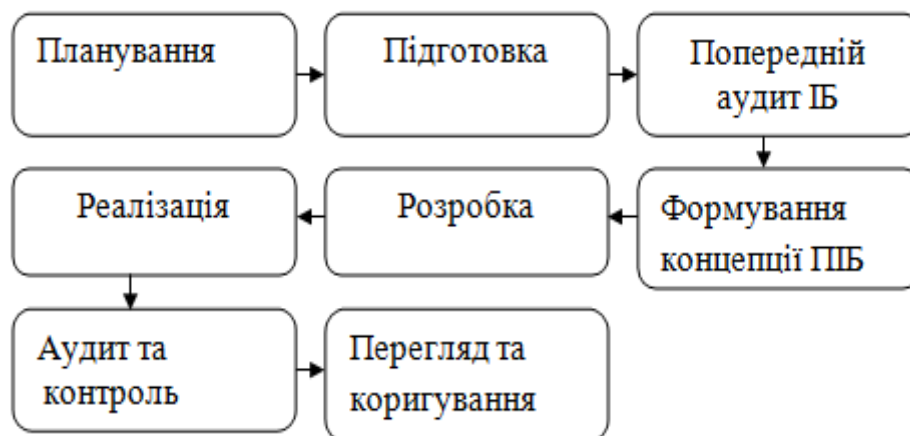 Планування
Підготовка
Попередній
аудит ІБ
Формування
концепції ПІБ
Розробка
Реалізація
Аудит та
контроль
Перегляд та
коригування